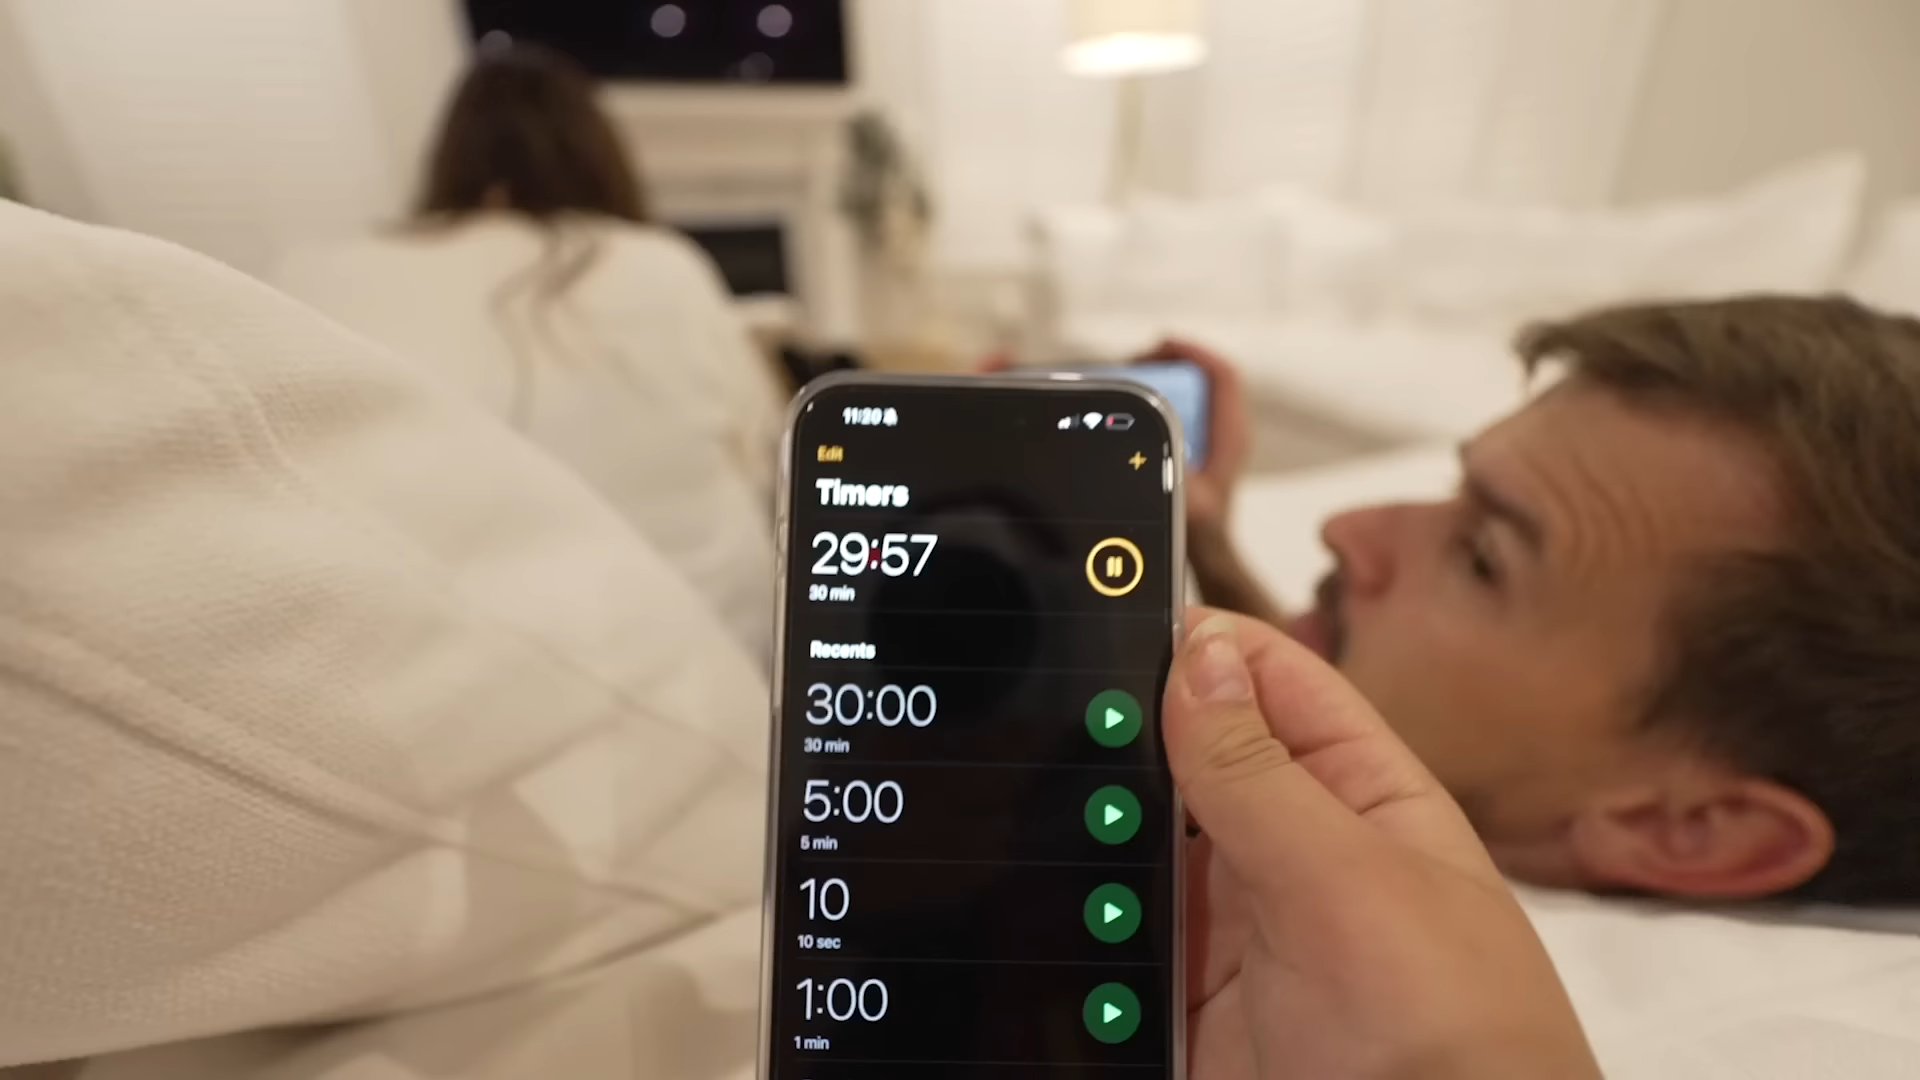 11:20
Edit
+
Timers
29:57
30 min
Recents
30:00
30 min
5:00
5 min
10
10 sec
1:00
1 min